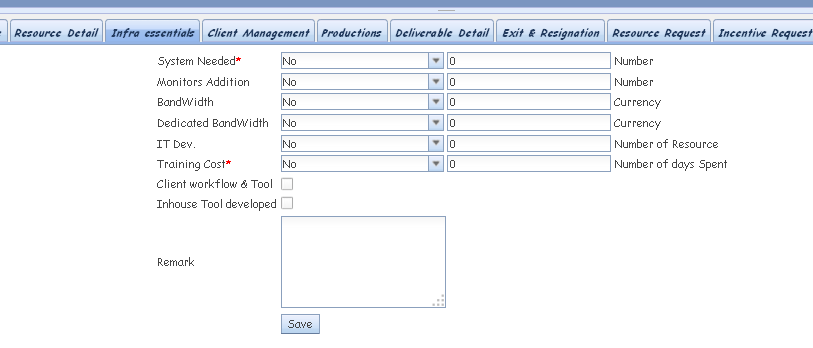 Resource Detail Infra essentials Client Management Productions Deliverable Detail Exit & Resignation Resource Request Incentive Request
System Needed* No 0 Number
Monitors Addition No 0 Number
BandWidth No 0 Currency
Dedicated BandWidth No 0 Currency
IT Dev. No 0 Number of Resource
Training Cost* No 0 Number of days Spent
Client workflow & Tool
Inhouse Tool developed
Remark
Save